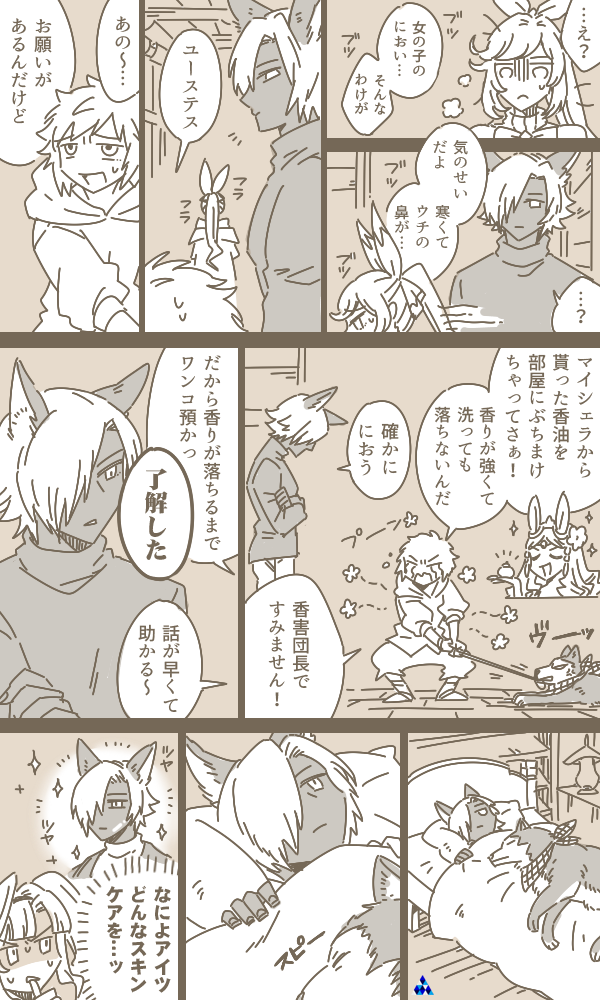 …え？
女の子の
におい…
そんな
わけが
ブッ
ブッ
気のせい
だよ
寒くて
ウチの
鼻が…
ブッ
ブッ
…？
ユーステス
フラ
フラ
あの～…
お願いが
あるんだけど
マイシェラから
貰った香油を
部屋にぶちまけ
ちゃってさぁ！
香りが強くて
洗っても
落ちないんだ
確かに
におう
プ～ン
ヴーッ
香害団長で
すみません！
だから香りが落ちるまで
ワンコ預かっ
了解した
話が早くて
助かる～
スピー
ツヤ
ツヤ
なによアイツ
どんなスキン
ケアを…ッ